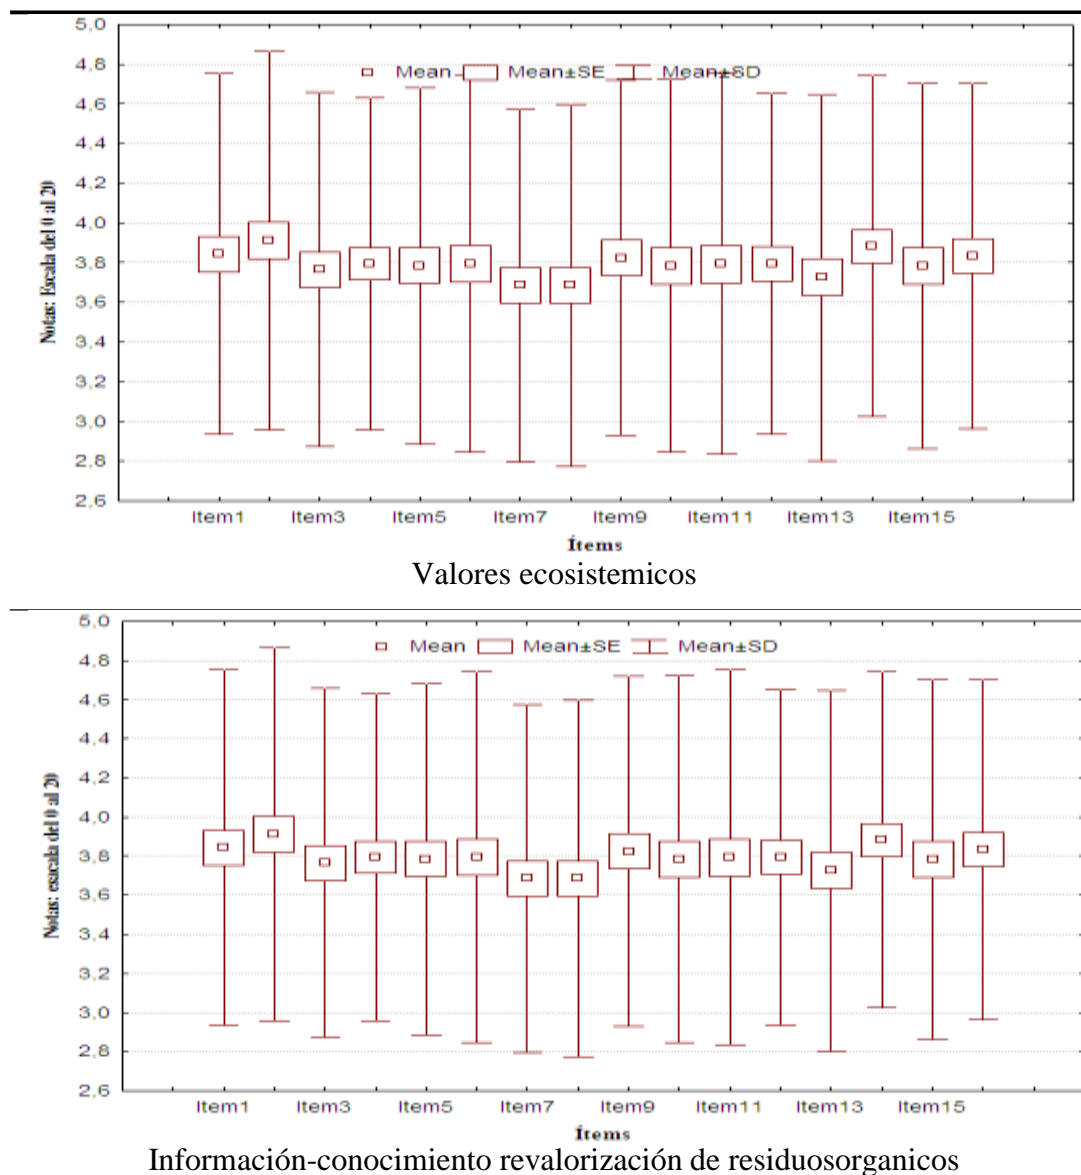 5,0
4,8
4,6
4,4
4,2
4,0
3,8
3,6
3,4
3,2
3,0
2,8
2,6
Mean Mean±SE Mean±SD
Notas: Escala del 0 al 20
Item1 Item3 Item5 Item7 Item9 Item11 Item13 Item15
Ítems
Valores ecosistemicos
5,0
4,8
4,6
4,4
4,2
4,0
3,8
3,6
3,4
3,2
3,0
2,8
2,6
Mean Mean±SE Mean±SD
Notas: esacala del 0 al 20
Item1 Item3 Item5 Item7 Item9 Item11 Item13 Item15
Ítems
Información-conocimiento revalorización de residuosorganicos